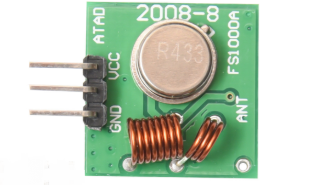 2008-8
ATAD
VCC
GND
R433
FS1000A
ANT